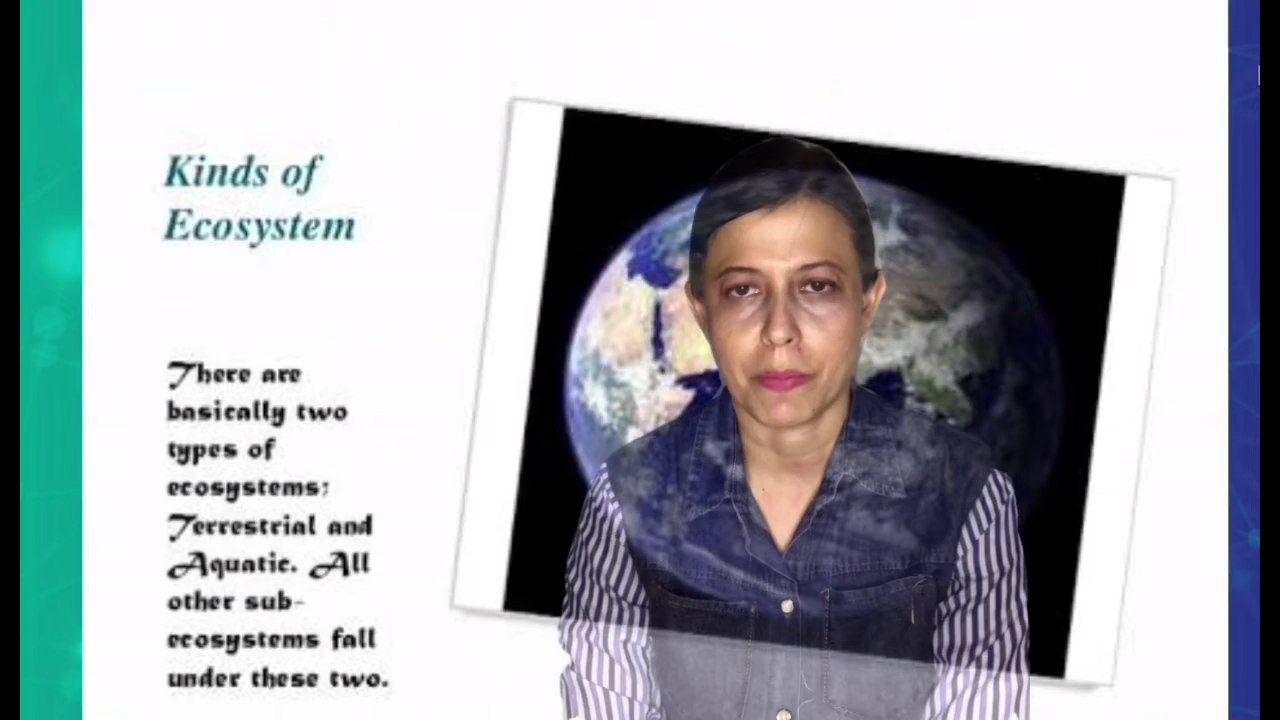 Kinds of
Ecosystem
There are
basically two
types of
ecosystems;
Terrestrial and
Aquatic. All
other sub-
ecosystems fall
under these two.